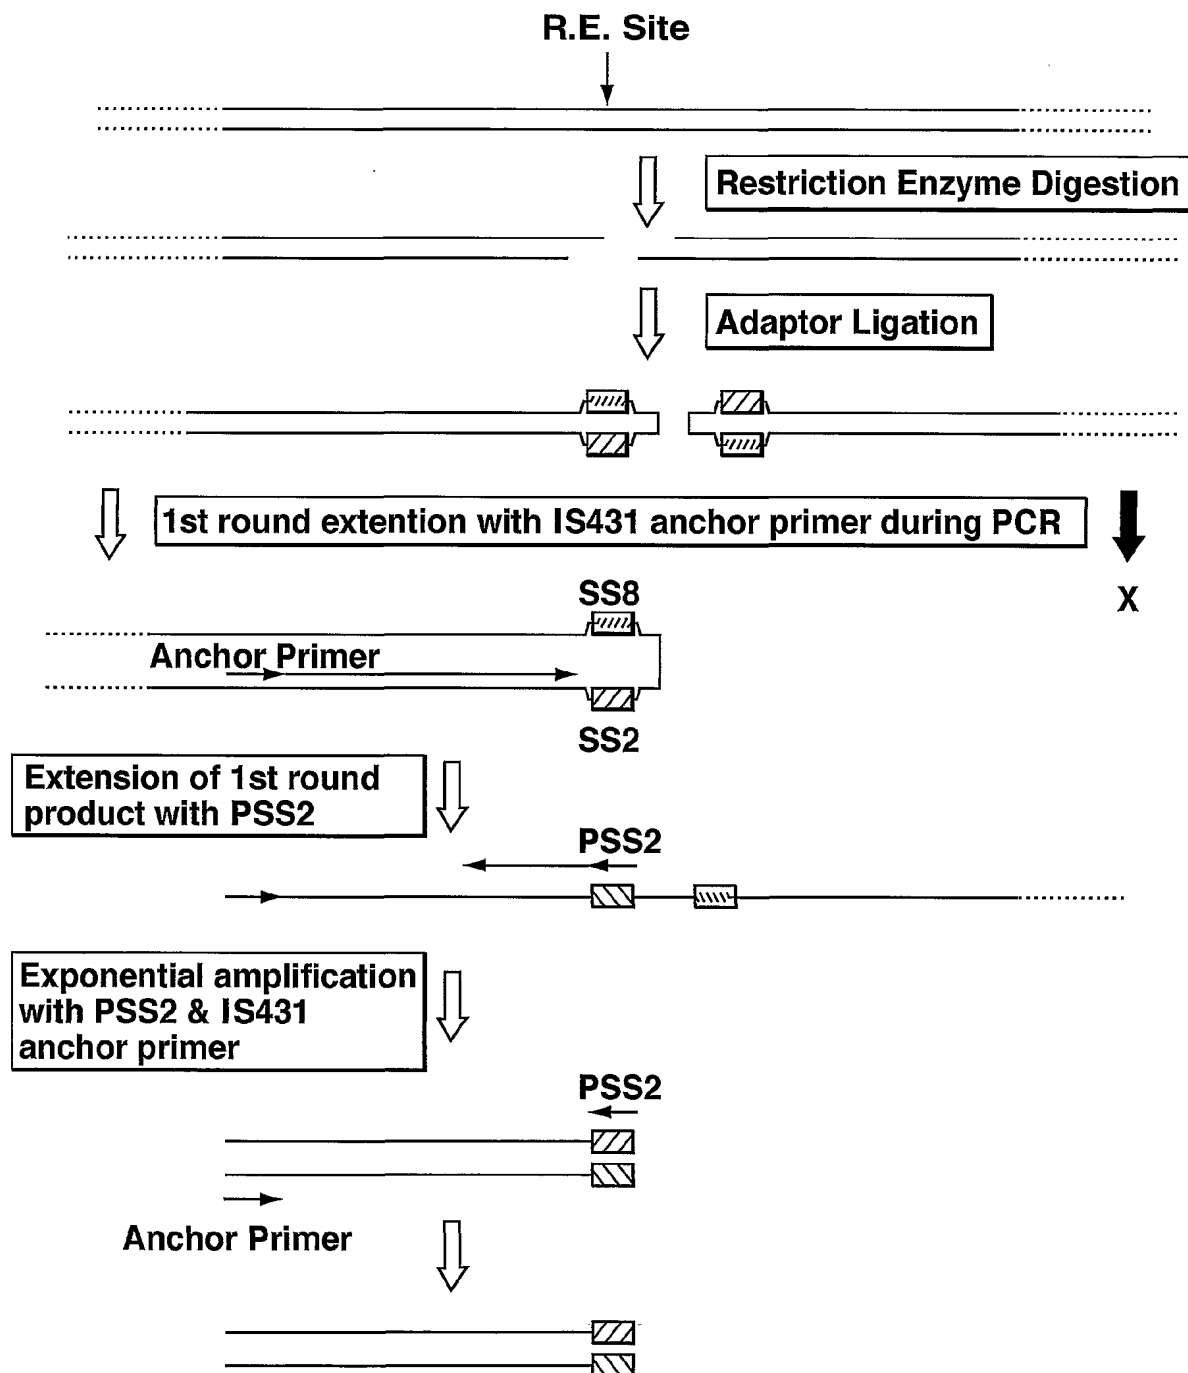 R.E. Site
Restriction Enzyme Digestion
Adaptor Ligation
1st round extention with IS431 anchor primer during PCR
X
SS8
Anchor Primer
SS2
Extension of 1st round
product with PSS2
PSS2
Exponential amplification
with PSS2 & IS431
anchor primer
PSS2
Anchor Primer